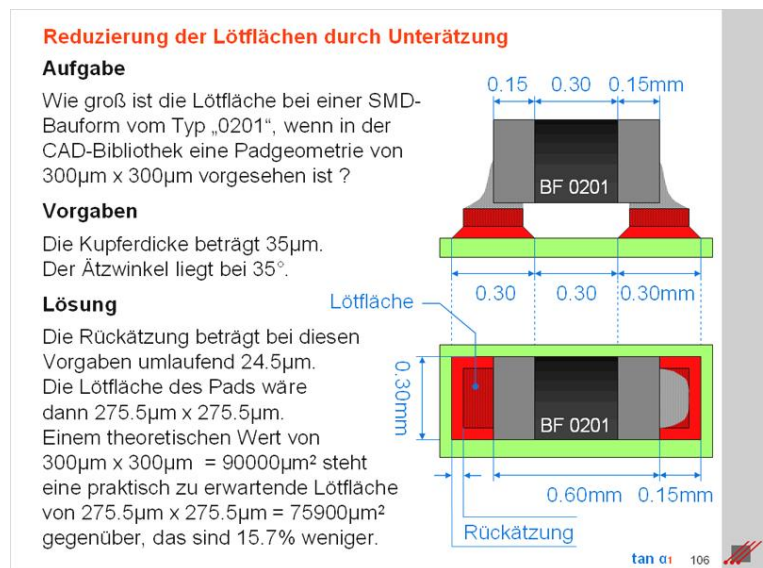 Reduzierung der Lötflächen durch Unterätzung
Aufgabe
Wie groß ist die Lötfläche bei einer SMD-
Bauform vom Typ „0201“, wenn in der
CAD-Bibliothek eine Padgeometrie von
300µm x 300µm vorgesehen ist ?
Vorgaben
Die Kupferdicke beträgt 35µm.
Der Ätzwinkel liegt bei 35°.
Lösung
Die Rückätzung beträgt bei diesen
Vorgaben umlaufend 24.5µm.
Die Lötfläche des Pads wäre
dann 275.5µm x 275.5µm.
Einem theoretischen Wert von
300µm x 300µm = 90000µm² steht
eine praktisch zu erwartende Lötfläche
von 275.5µm x 275.5µm = 75900µm²
gegenüber, das sind 15.7% weniger.
0.15 0.30 0.15mm
BF 0201
0.30 0.30 0.30mm
Lötfläche
0.30mm
BF 0201
0.60mm 0.15mm
Rückätzung
tan α1 106